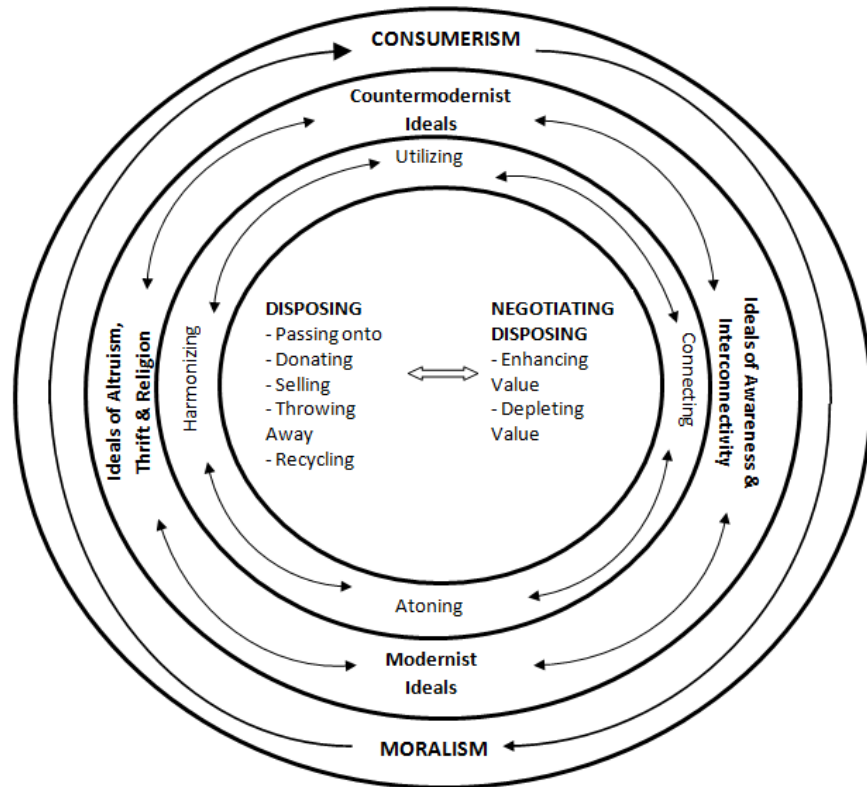 CONSUMERISM
Countermodernist
Ideals
Utilizing
Ideals of Altruism,
Thrift & Religion
Harmonizing
DISPOSING
- Passing onto
- Donating
- Selling
- Throwing
Away
- Recycling
NEGOTIATING
DISPOSING
- Enhancing
Value
- Depleting
Value
Connecting
Ideals of Awareness &
Interconnectivity
Atoning
Modernist
Ideals
MORALISM